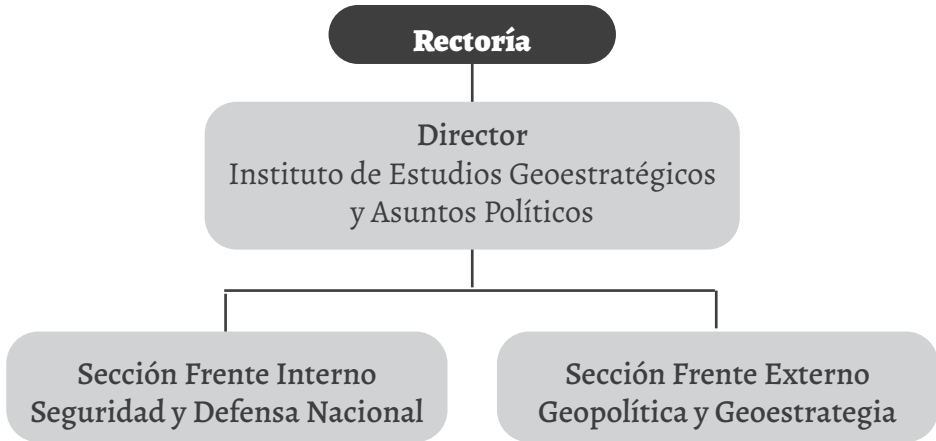 Rectoría
Director
Instituto de Estudios Geoestratégicos
y Asuntos Políticos
Sección Frente Interno
Seguridad y Defensa Nacional
Sección Frente Externo
Geopolítica y Geoestrategia